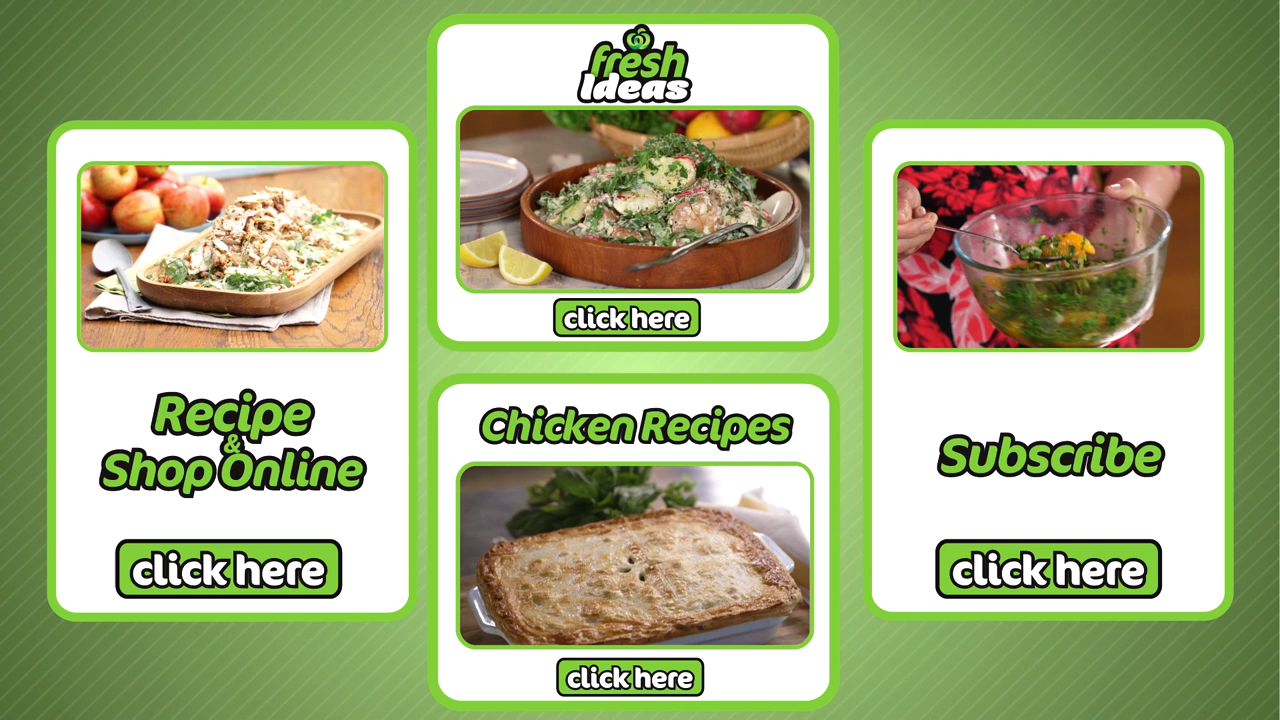 Recipe
&
Shop Online
click here
fresh
Ideas
click here
Chicken Recipes
click here
Subscribe
click here